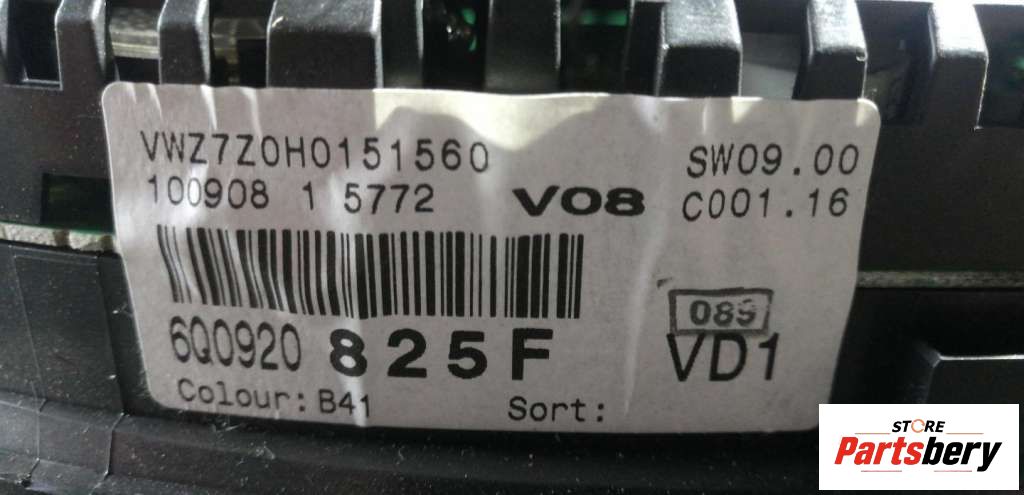 VWZ7Z0H0151560 SW09.00
100908 1 5772 V08 C001.16
089
6Q0920 825F VD1
Colour: B41 Sort:
STORE
Partsbery